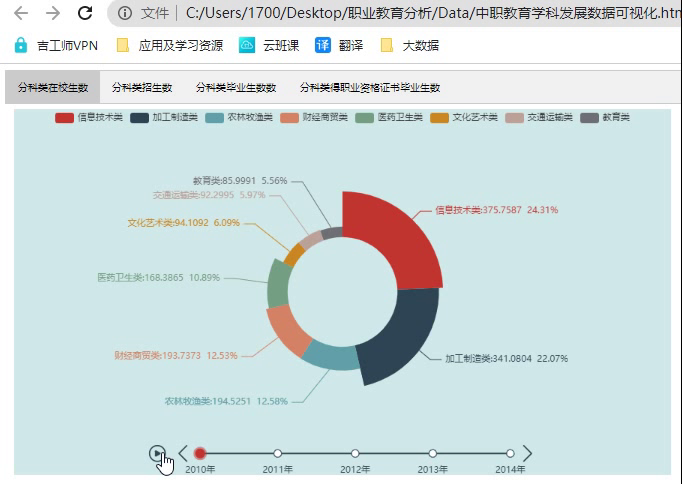 文件 C:/Users/1700/Desktop/职业教育分析/Data/中职教育学科发展数据可视化.htm
吉工师VPN 应用及学习资源 云班课 译 翻译 大数据
分科类在校生数 分科类招生数 分科类毕业生数数 分科类得职业资格证书毕业生数
信息技术类 加工制造类 农林牧渔类 财经商贸类 医药卫生类 文化艺术类 交通运输类 教育类
教育类:85.9991 5.56%
交通运输类:92.2995 5.97%
信息技术类:375.7587 24.31%
文化艺术类:94.1092 6.09%
医药卫生类:168.3865 10.89%
财经商贸类:193.7373 12.53%
加工制造类:341.0804 22.07%
农林牧渔类:194.5251 12.58%
2010年 2011年 2012年 2013年 2014年